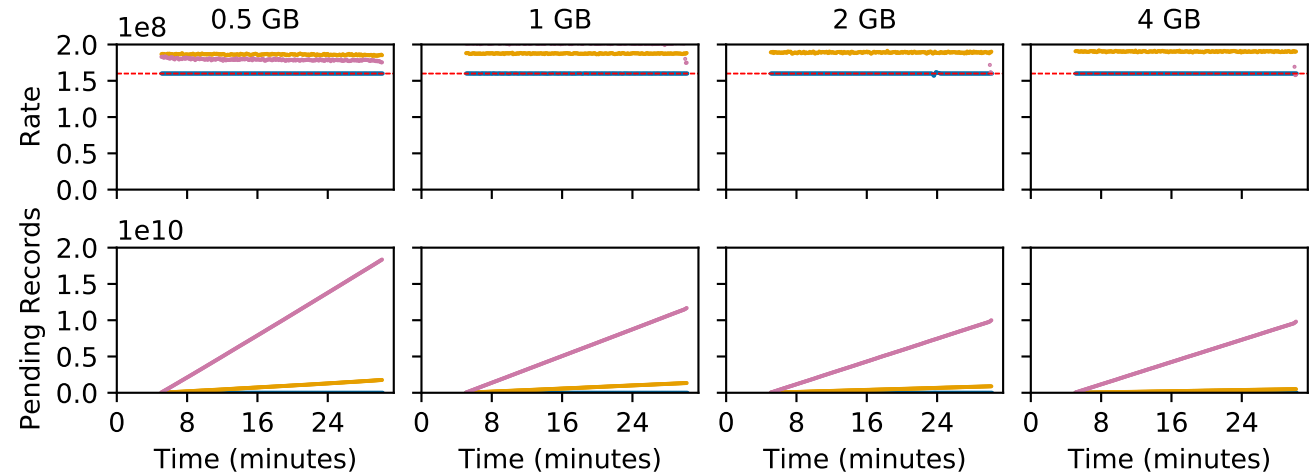 0.5 GB 1 GB 2 GB 4 GB
1e8
2.0
1.5
1.0
0.5
0.0
Rate
1e10
2.0
1.5
1.0
0.5
0.0
Pending Records
0 8 16 24 0 8 16 24 0 8 16 24 0 8 16 24
Time (minutes) Time (minutes) Time (minutes) Time (minutes)